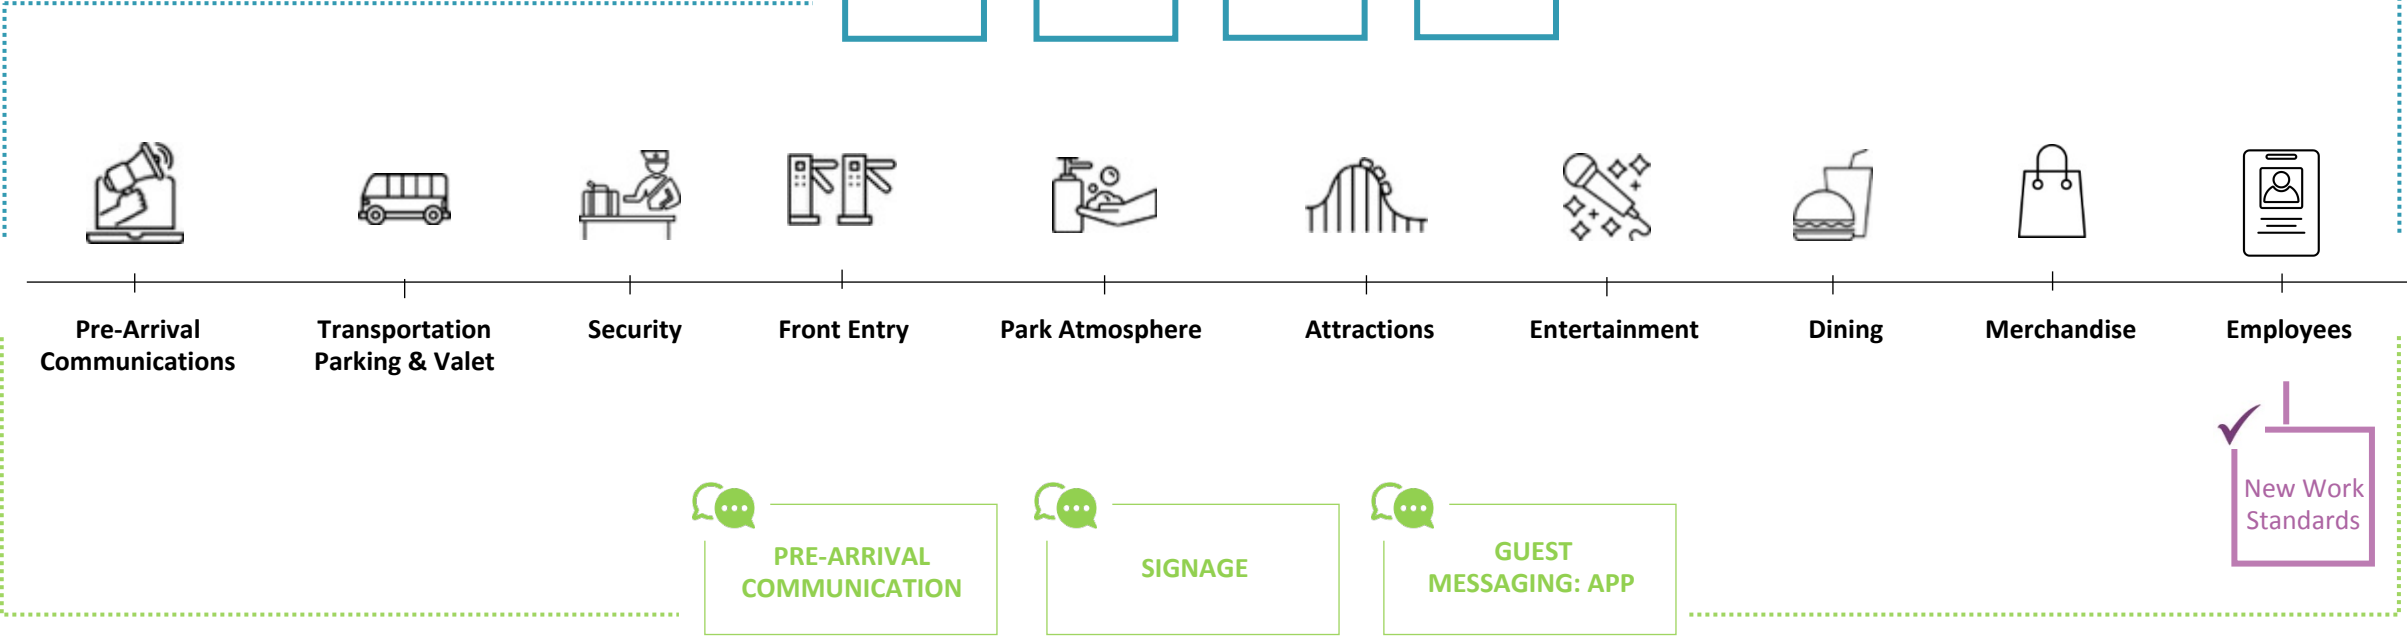 Pre-Arrival
Communications
Transportation
Parking & Valet
Security
Front Entry
Park Atmosphere
Attractions
Entertainment
Dining
Merchandise
Employees
New Work
Standards
PRE-ARRIVAL
COMMUNICATION
SIGNAGE
GUEST
MESSAGING: APP